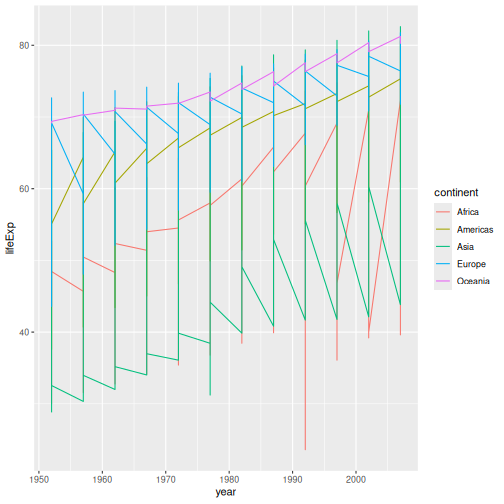 80
60
40
lifeExp
1950
1960
1970
1980
1990
2000
year
continent
Africa
Americas
Asia
Europe
Oceania